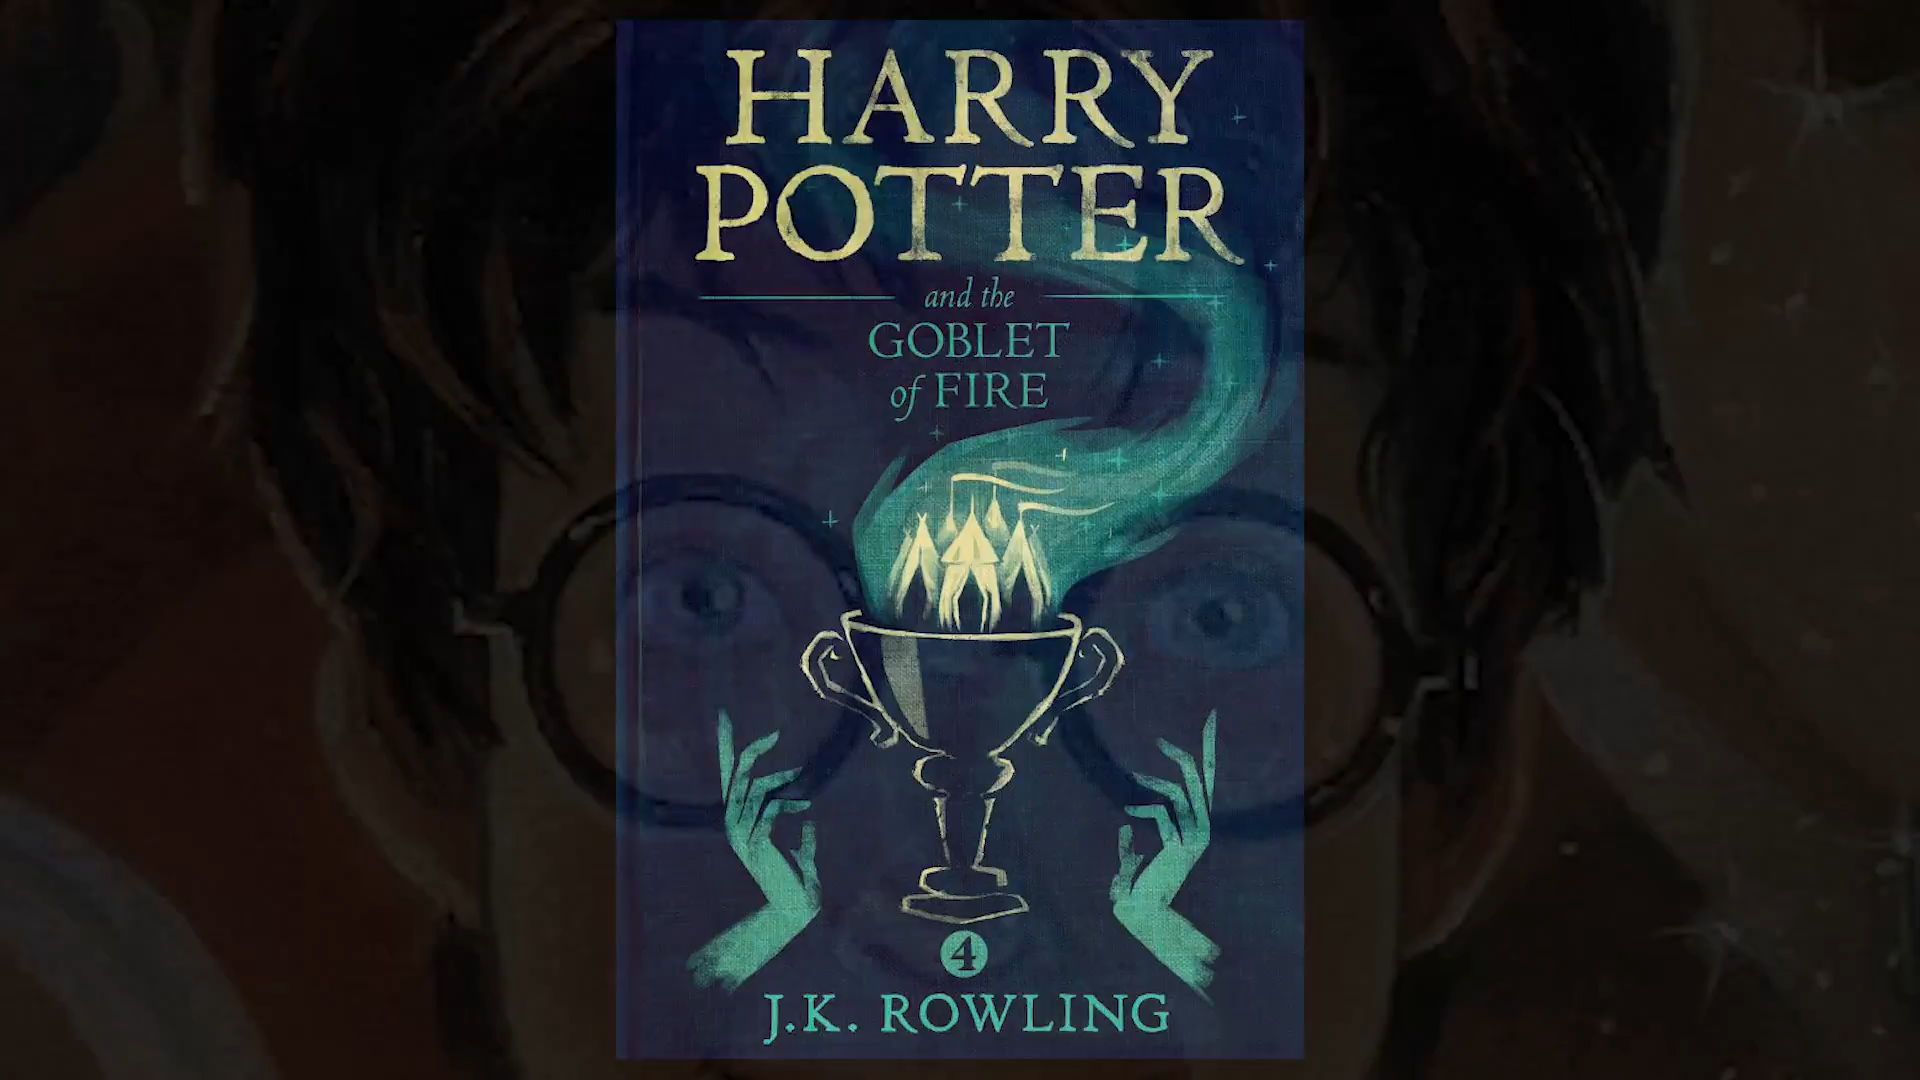 HARRY
POTTER
and the
GOBLET
of FIRE
4
J.K. ROWLING